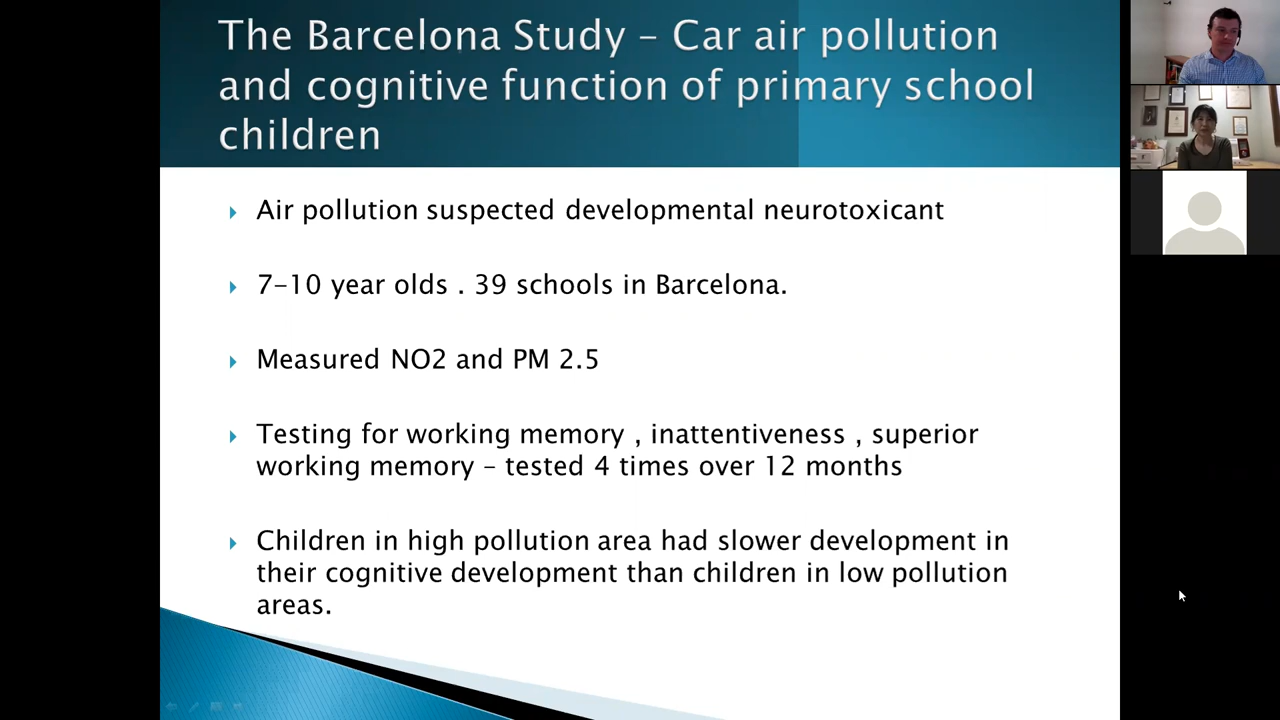 The Barcelona Study – Car air pollution
and cognitive function of primary school
children
Air pollution suspected developmental neurotoxicant
7–10 year olds . 39 schools in Barcelona.
Measured NO2 and PM 2.5
Testing for working memory , inattentiveness , superior
working memory – tested 4 times over 12 months
Children in high pollution area had slower development in
their cognitive development than children in low pollution
areas.